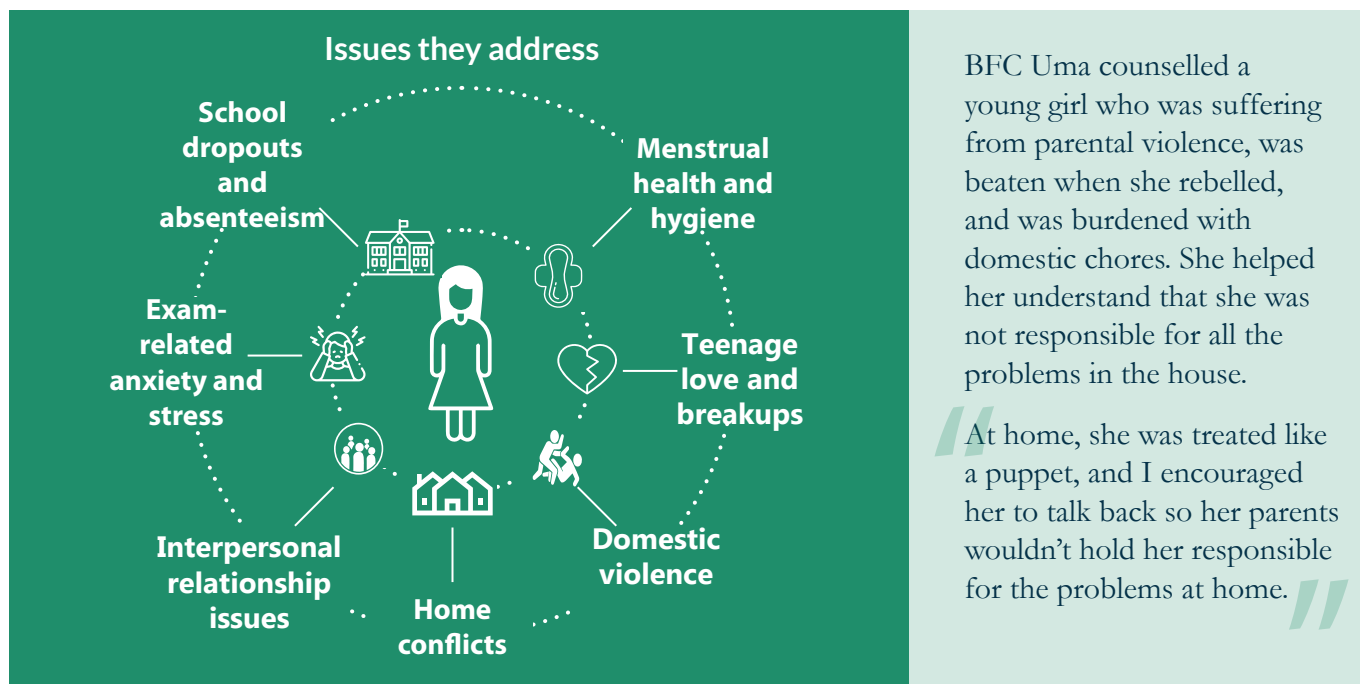 Issues they address
School
dropouts
and
absenteeism
Menstrual
health and
hygiene
Exam-
related
anxiety and
stress
Teenage
love and
breakups
Interpersonal
relationship
issues
Home
conflicts
Domestic
violence
BFC Uma counselled a
young girl who was suffering
from parental violence, was
beaten when she rebelled,
and was burdened with
domestic chores. She helped
her understand that she was
not responsible for all the
problems in the house.
"At home, she was treated like
a puppet, and I encouraged
her to talk back so her parents
wouldn’t hold her responsible
for the problems at home."